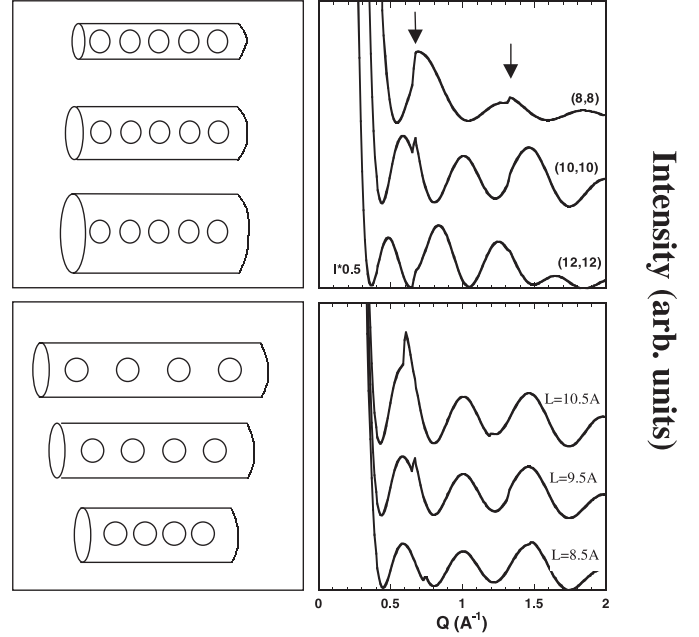 (8,8)
(10,10)
I*0.5
(12,12)
L=10.5A
L=9.5A
L=8.5A
0 0.5 1 1.5 2
Q (A⁻¹)
Intensity (arb. units)